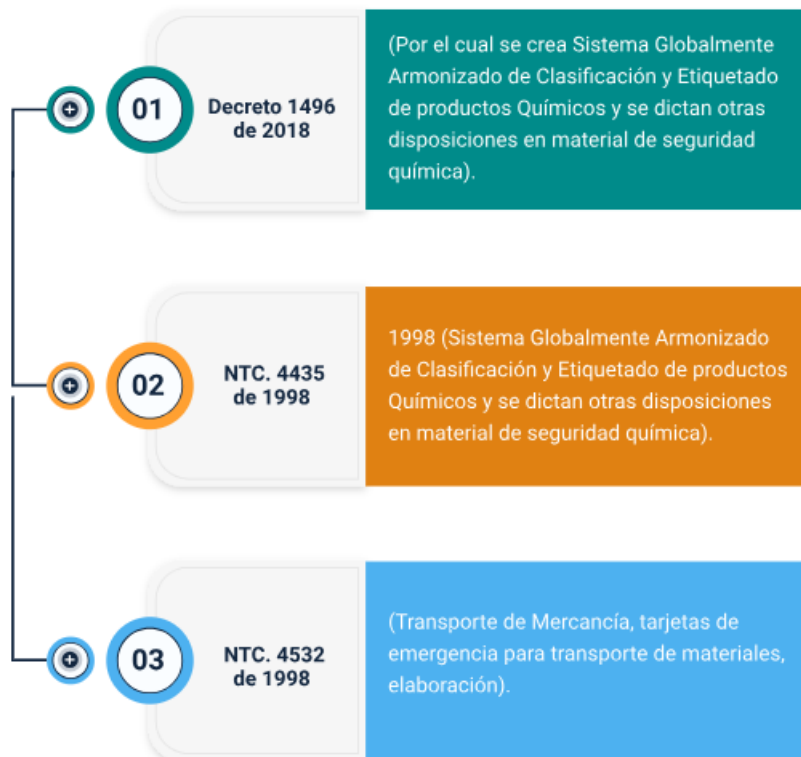 01
Decreto 1496
de 2018
(Por el cual se crea Sistema Globalmente
Armonizado de Clasificación y Etiquetado
de productos Químicos y se dictan otras
disposiciones en material de seguridad
química).
02
NTC. 4435
de 1998
1998 (Sistema Globalmente Armonizado
de Clasificación y Etiquetado de productos
Químicos y se dictan otras disposiciones
en material de seguridad química).
03
NTC. 4532
de 1998
(Transporte de Mercancía, tarjetas de
emergencia para transporte de materiales,
elaboración).